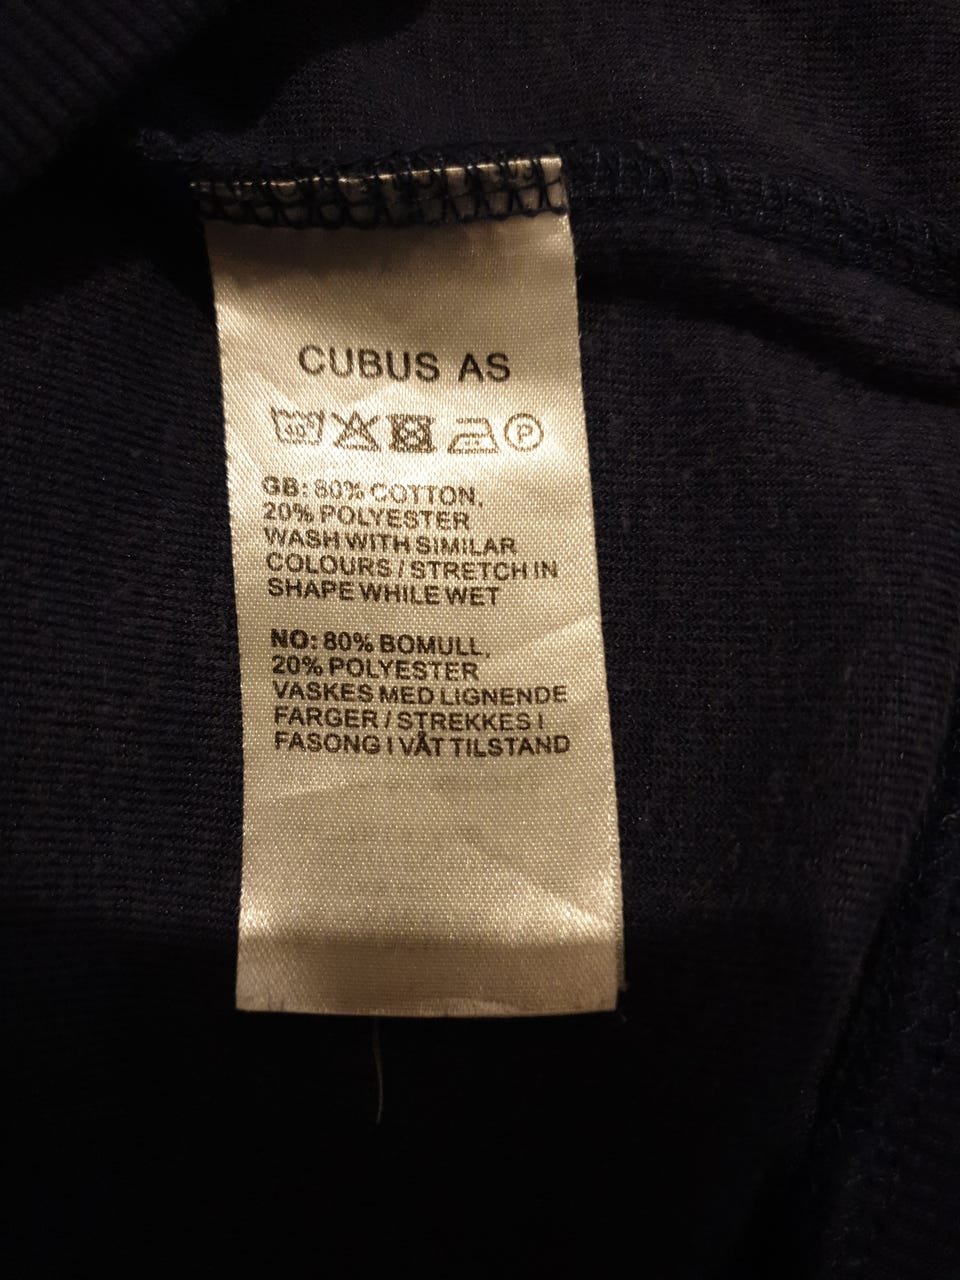 CUBUS AS
40° P
GB: 80% COTTON,
20% POLYESTER
WASH WITH SIMILAR
COLOURS / STRETCH IN
SHAPE WHILE WET
NO: 80% BOMULL,
20% POLYESTER
VASKES MED LIGNENDE
FARGER / STREKKES I
FASONG I VÅT TILSTAND